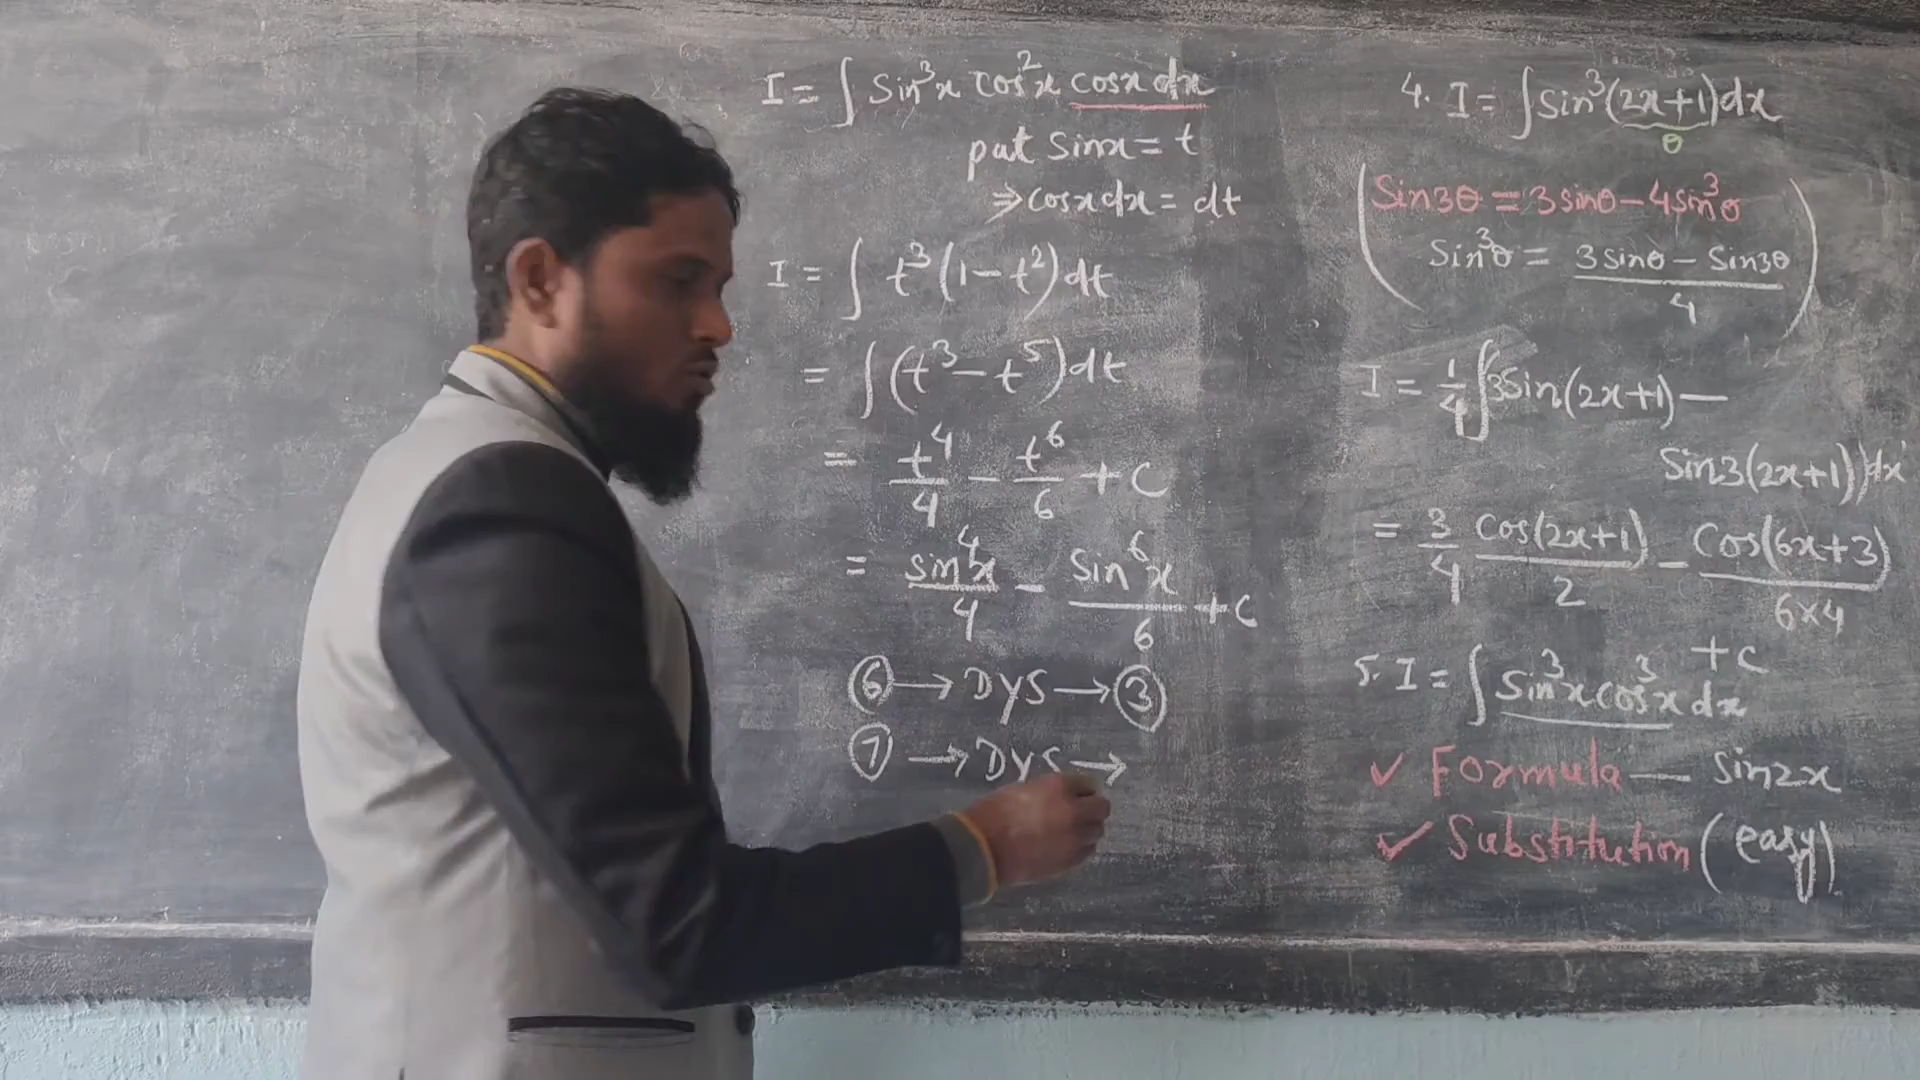 I = ∫ Sin³x cos²x cosx dx
put Sinx = t
⇒ cosx dx = dt
I = ∫ t³(1 - t²) dt
= ∫ (t³ - t⁵) dt
= t⁴/4 - t⁶/6 + c
= sin⁴x/4 - Sin⁶x/6 + c
⑥ → DYS → ③
⑦ → DYS →
4. I = ∫ Sin³(2x+1) dx
θ
(Sin3θ = 3sinθ - 4sin³θ
Sin³θ = (3sinθ - Sin3θ)/4)
I = 1/4 ∫ (3Sin(2x+1) -
Sin3(2x+1)) dx
= 3/4 cos(2x+1)/2 - Cos(6x+3)/(6×4)
+ c
5. I = ∫ Sin³x cos³x dx
✓ Formula — Sin2x
✓ Substitution (easy)